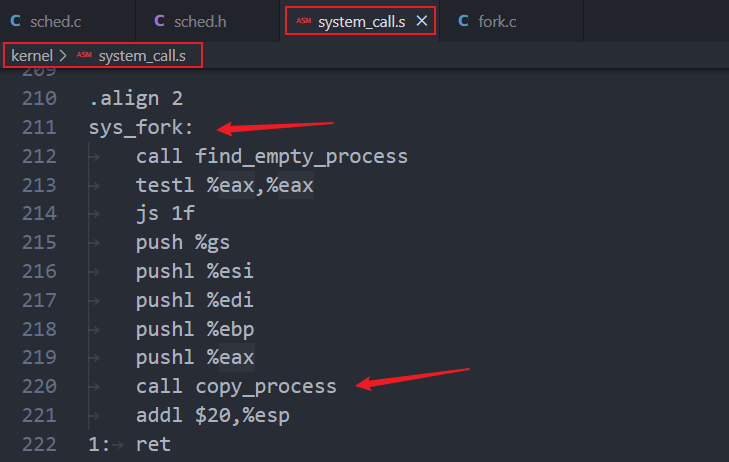 sched.c sched.h ASM system_call.s fork.c
kernel ASM system_call.s
209
210 .align 2
211 sys_fork:
212 call find_empty_process
213 testl %eax,%eax
214 js 1f
215 push %gs
216 pushl %esi
217 pushl %edi
218 pushl %ebp
219 pushl %eax
220 call copy_process
221 addl $20,%esp
222 1: ret